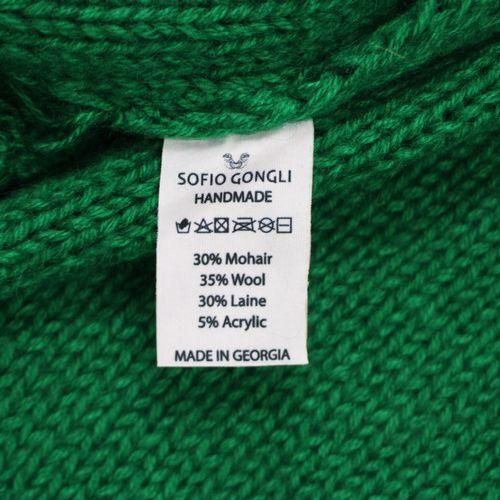 SOFIO GONGLI
HANDMADE
30% Mohair
35% Wool
30% Laine
5% Acrylic
MADE IN GEORGIA